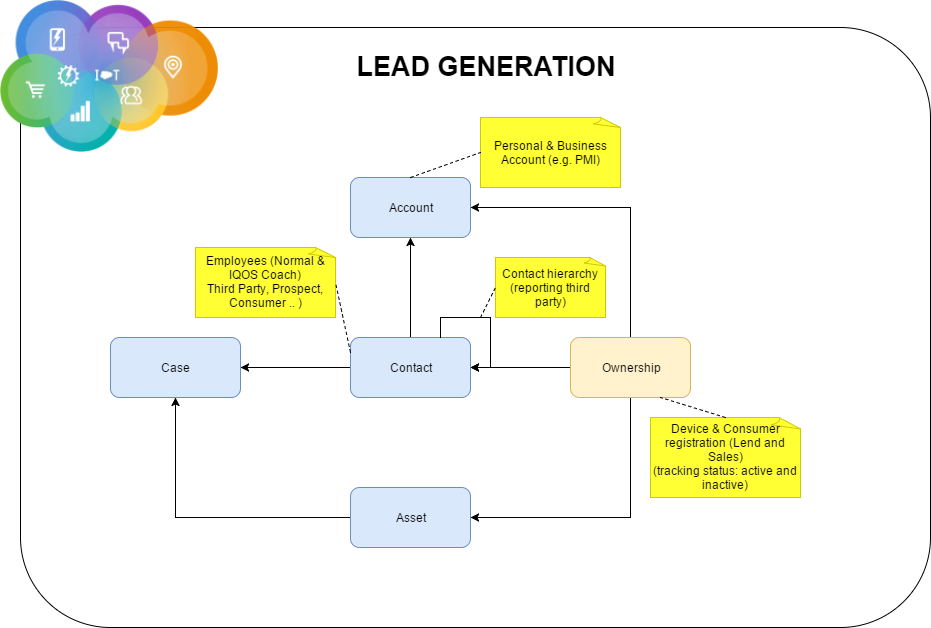 IoT
LEAD GENERATION
Personal & Business
Account (e.g. PMI)
Account
Employees (Normal &
IQOS Coach)
Third Party, Prospect,
Consumer .. )
Contact hierarchy
(reporting third
party)
Case
Contact
Ownership
Device & Consumer
registration (Lend and
Sales)
(tracking status: active and
inactive)
Asset